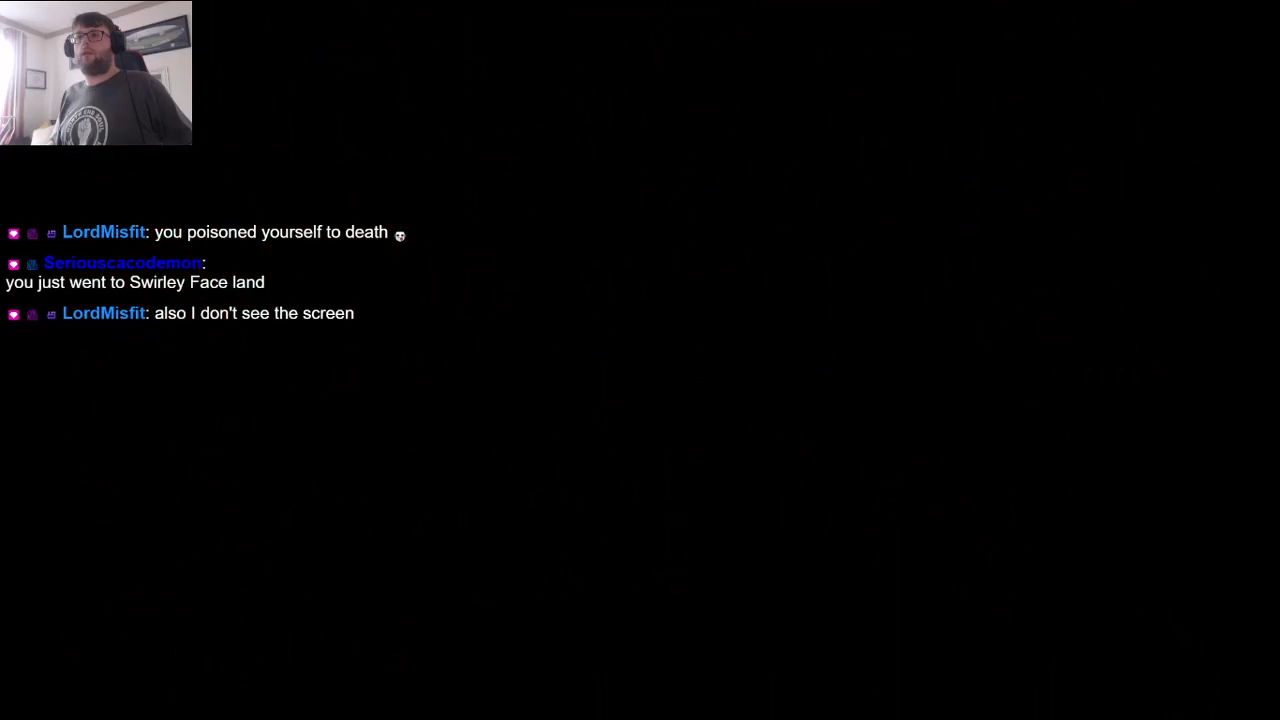 LordMisfit: you poisoned yourself to death
Seriouscacodemon:
you just went to Swirley Face land
LordMisfit: also I don't see the screen